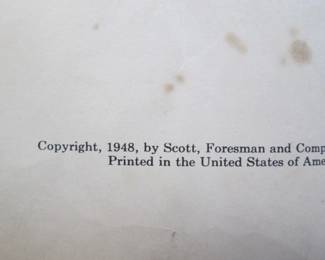 Copyright, 1948, by Scott, Foresman and Comp
Printed in the United States of Ame